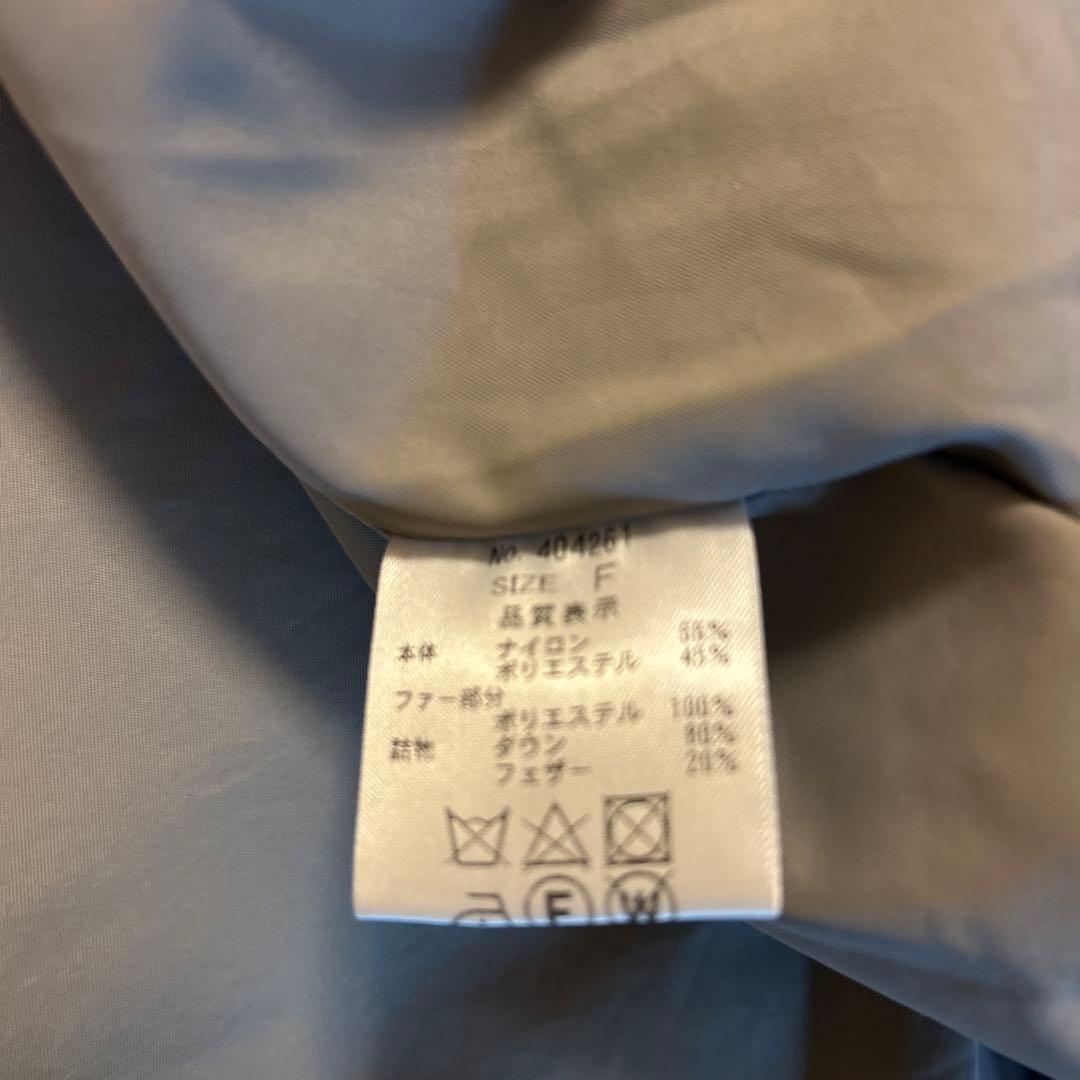 No. 404261
SIZE F
品質表示
本体 ナイロン 55%
ポリエステル 45%
ファー部分
ポリエステル 100%
詰物 ダウン 80%
フェザー 20%
F W